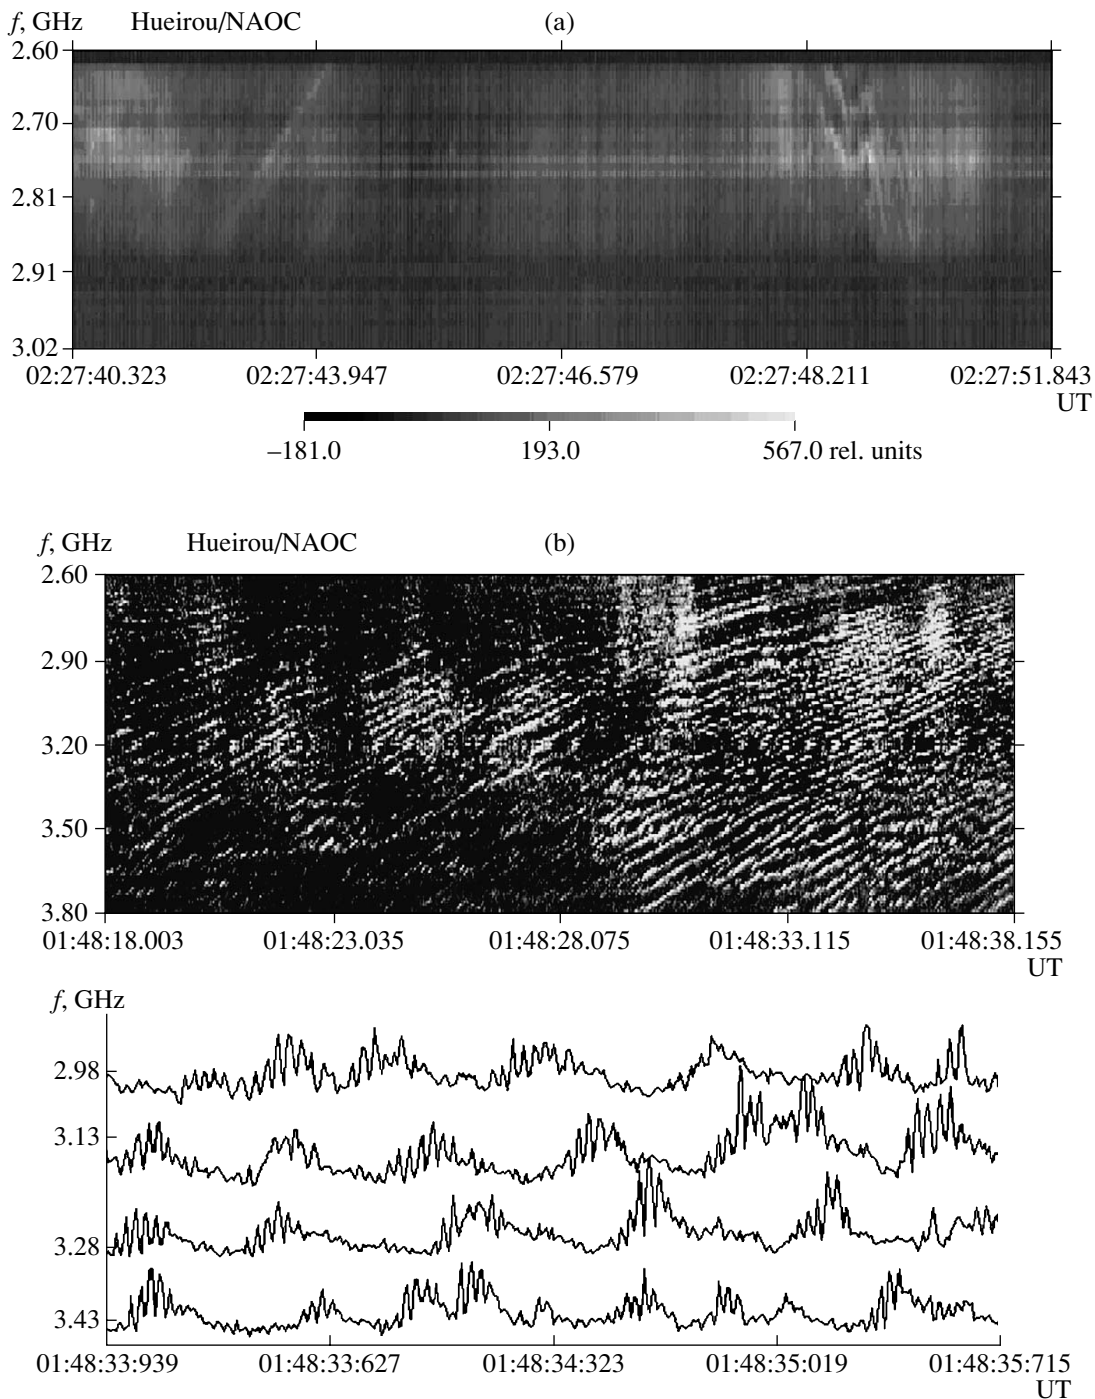 f, GHz Hueirou/NAOC (a)
2.60
2.70
2.81
2.91
3.02
02:27:40.323 02:27:43.947 02:27:46.579 02:27:48.211 02:27:51.843
UT
–181.0 193.0 567.0 rel. units
f, GHz Hueirou/NAOC (b)
2.60
2.90
3.20
3.50
3.80
01:48:18.003 01:48:23.035 01:48:28.075 01:48:33.115 01:48:38.155
UT
f, GHz
2.98
3.13
3.28
3.43
01:48:33:939 01:48:33:627 01:48:34:323 01:48:35:019 01:48:35:715
UT